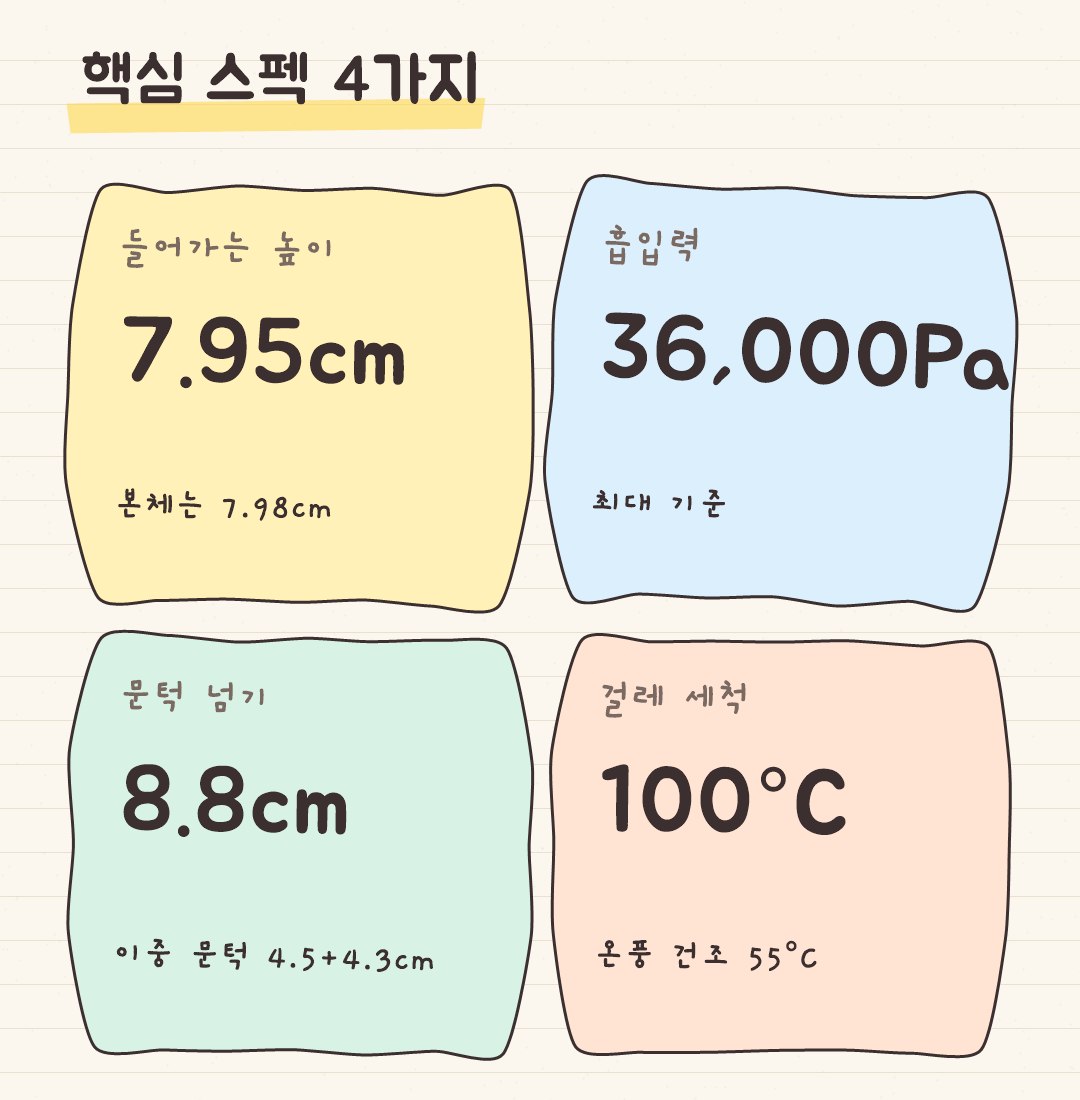 핵심 스펙 4가지
들어가는 높이
7.95cm
본체는 7.98cm
흡입력
36,000Pa
최대 기준
문턱 넘기
8.8cm
이중 문턱 4.5+4.3cm
걸레 세척
100°C
온풍 건조 55°C